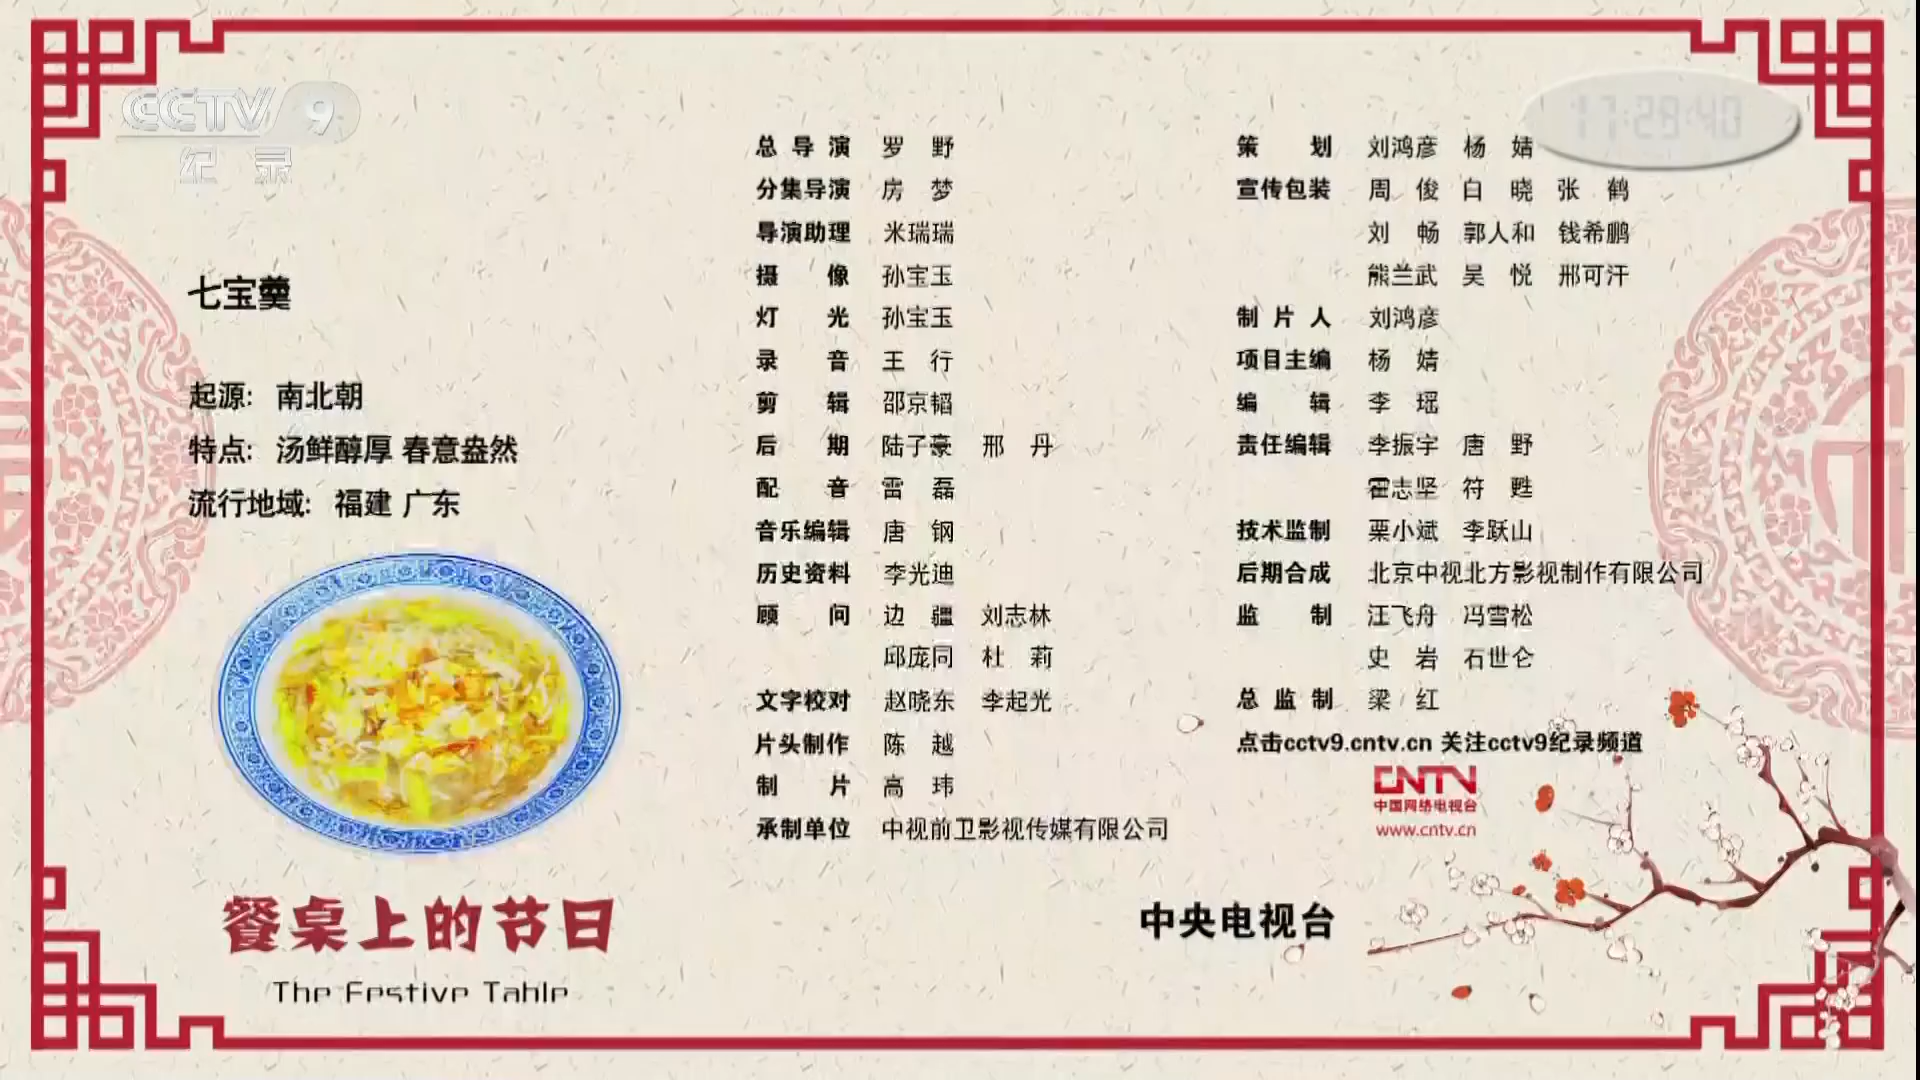 CCTV 9
纪录
17:28:40
七宝羹
起源: 南北朝
特点: 汤鲜醇厚 春意盎然
流行地域: 福建 广东
餐桌上的节日
The Festive Table
总导演 罗野
分集导演 房梦
导演助理 米瑞瑞
摄像 孙宝玉
灯光 孙宝玉
录音 王行
剪辑 邵京韬
后期 陆子豪 邢丹
配音 雷磊
音乐编辑 唐钢
历史资料 李光迪
顾问 边疆 刘志林
邱庞同 杜莉
文字校对 赵晓东 李起光
片头制作 陈越
制片 高玮
承制单位 中视前卫影视传媒有限公司
策划 刘鸿彦 杨婧
宣传包装 周俊 白晓 张鹤
刘畅 郭人和 钱希鹏
熊兰武 吴悦 邢可汗
制片人 刘鸿彦
项目主编 杨婧
编辑 李瑶
责任编辑 李振宇 唐野
霍志坚 符甦
技术监制 栗小斌 李跃山
后期合成 北京中视北方影视制作有限公司
监制 汪飞舟 冯雪松
史岩 石世仑
总监制 梁红
点击cctv9.cntv.cn 关注cctv9纪录频道
CNTV
中国网络电视台
www.cntv.cn
中央电视台